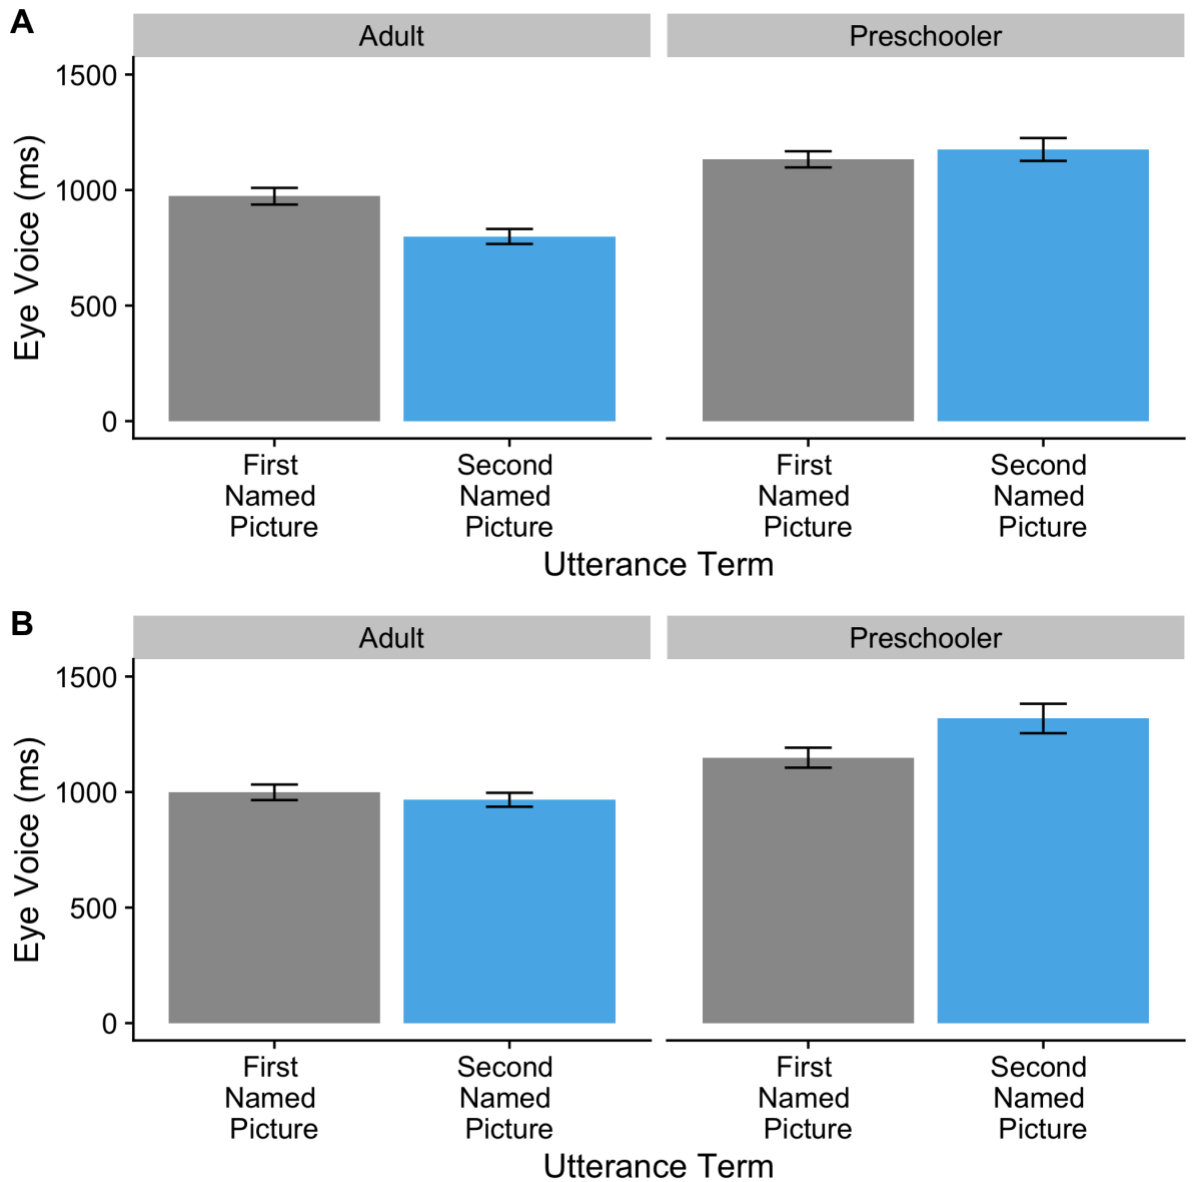 A
Adult
Preschooler
Eye Voice (ms)
1500
1000
500
0
First
Named
Picture
Second
Named
Picture
First
Named
Picture
Second
Named
Picture
Utterance Term
B
Adult
Preschooler
Eye Voice (ms)
1500
1000
500
0
First
Named
Picture
Second
Named
Picture
First
Named
Picture
Second
Named
Picture
Utterance Term